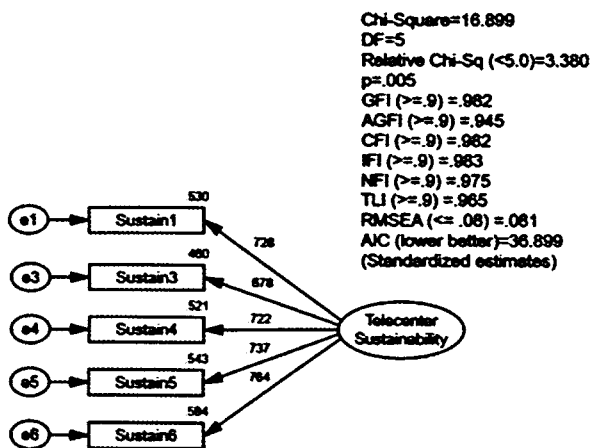 Chi-Square=16.899
DF=5
Relative Chi-Sq (<5.0)=3.380
p=.005
GFI (>=.9) =.982
AGFI (>=.9) =.945
CFI (>=.9) =.982
IFI (>=.9) =.983
NFI (>=.9) =.975
TLI (>=.9) =.965
RMSEA (<= .08) =.081
AIC (lower better)=36.899
(Standardized estimates)
530
e1 Sustain1
728
460
e3 Sustain3
678
521
e4 Sustain4
722
Telecenter
Sustainability
543
737
e5 Sustain5
764
584
e6 Sustain6